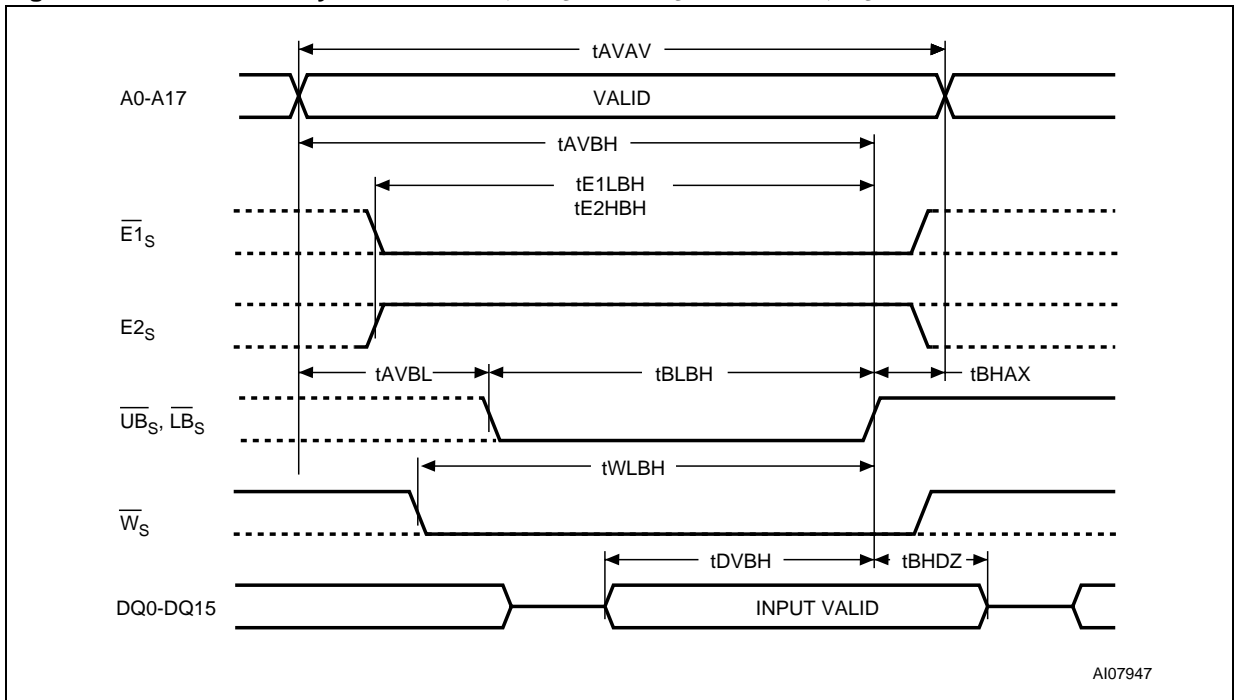 tAVAV
A0-A17 VALID
tAVBH
tE1LBH
tE2HBH
E1S
E2S
tAVBL tBLBH tBHAX
UBS, LBS
tWLBH
WS
tDVBH tBHDZ
DQ0-DQ15 INPUT VALID
AI07947